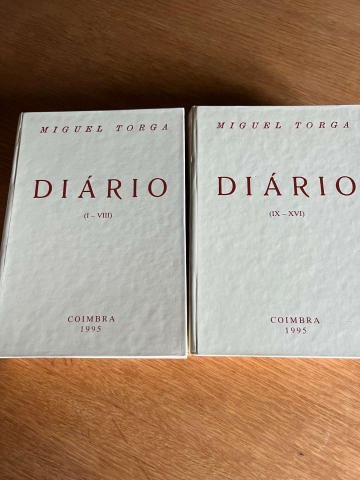 MIGUEL TORGA
DIÁRIO
(I – VIII)
COIMBRA
1995
MIGUEL TORGA
DIÁRIO
(IX – XVI)
COIMBRA
1995